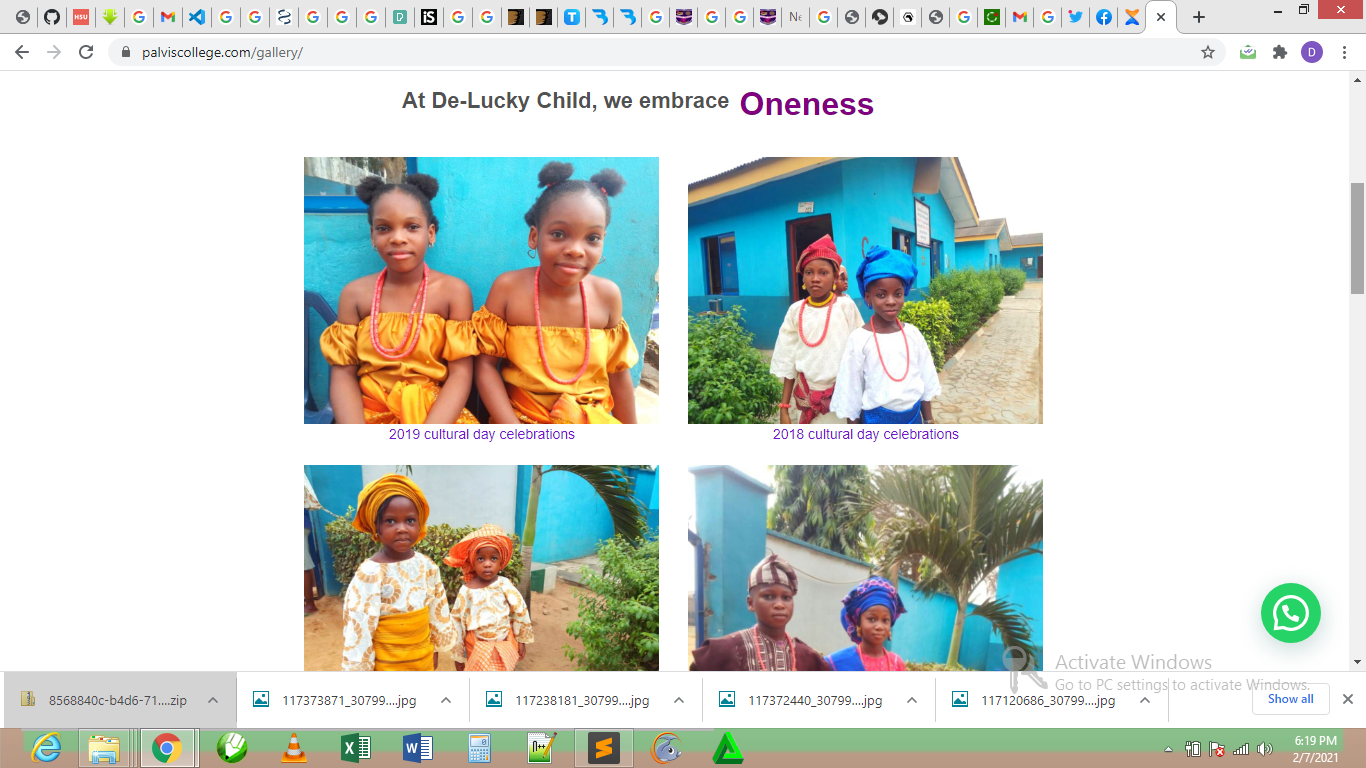 Ne
palviscollege.com/gallery/
D
At De-Lucky Child, we embrace Oneness
2019 cultural day celebrations
2018 cultural day celebrations
Activate Windows
Go to PC settings to activate Windows.
8568840c-b4d6-71....zip
117373871_30799....jpg
117238181_30799....jpg
117372440_30799....jpg
117120686_30799....jpg
Show all
6:19 PM
2/7/2021